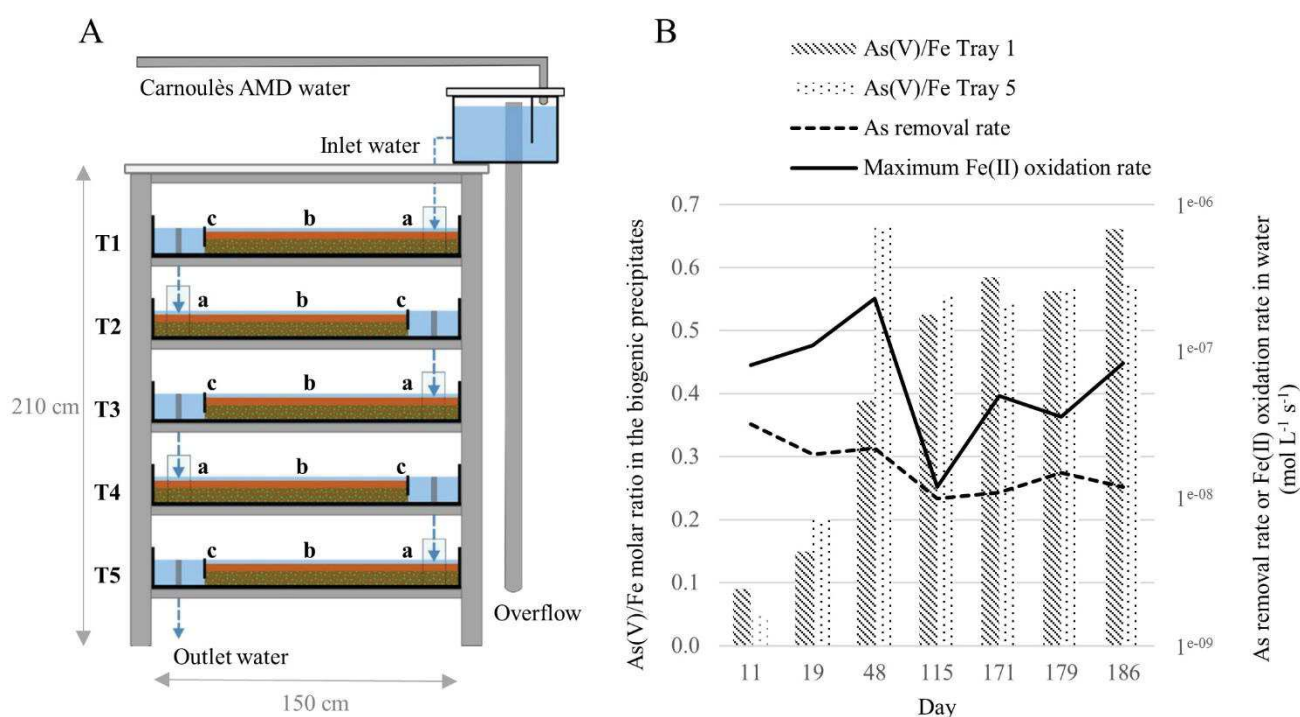 A
Carnoulès AMD water
Inlet water
c b a
T1
a b c
T2
c b a
T3
210 cm
a b c
T4
c b a
T5
Overflow
Outlet water
150 cm
B
As(V)/Fe Tray 1
As(V)/Fe Tray 5
As removal rate
Maximum Fe(II) oxidation rate
As(V)/Fe molar ratio in the biogenic precipitates
0.7
0.6
0.5
0.4
0.3
0.2
0.1
0.0
1e-06
1e-07
1e-08
1e-09
As removal rate or Fe(II) oxidation rate in water
(mol L-1 s-1)
11 19 48 115 171 179 186
Day